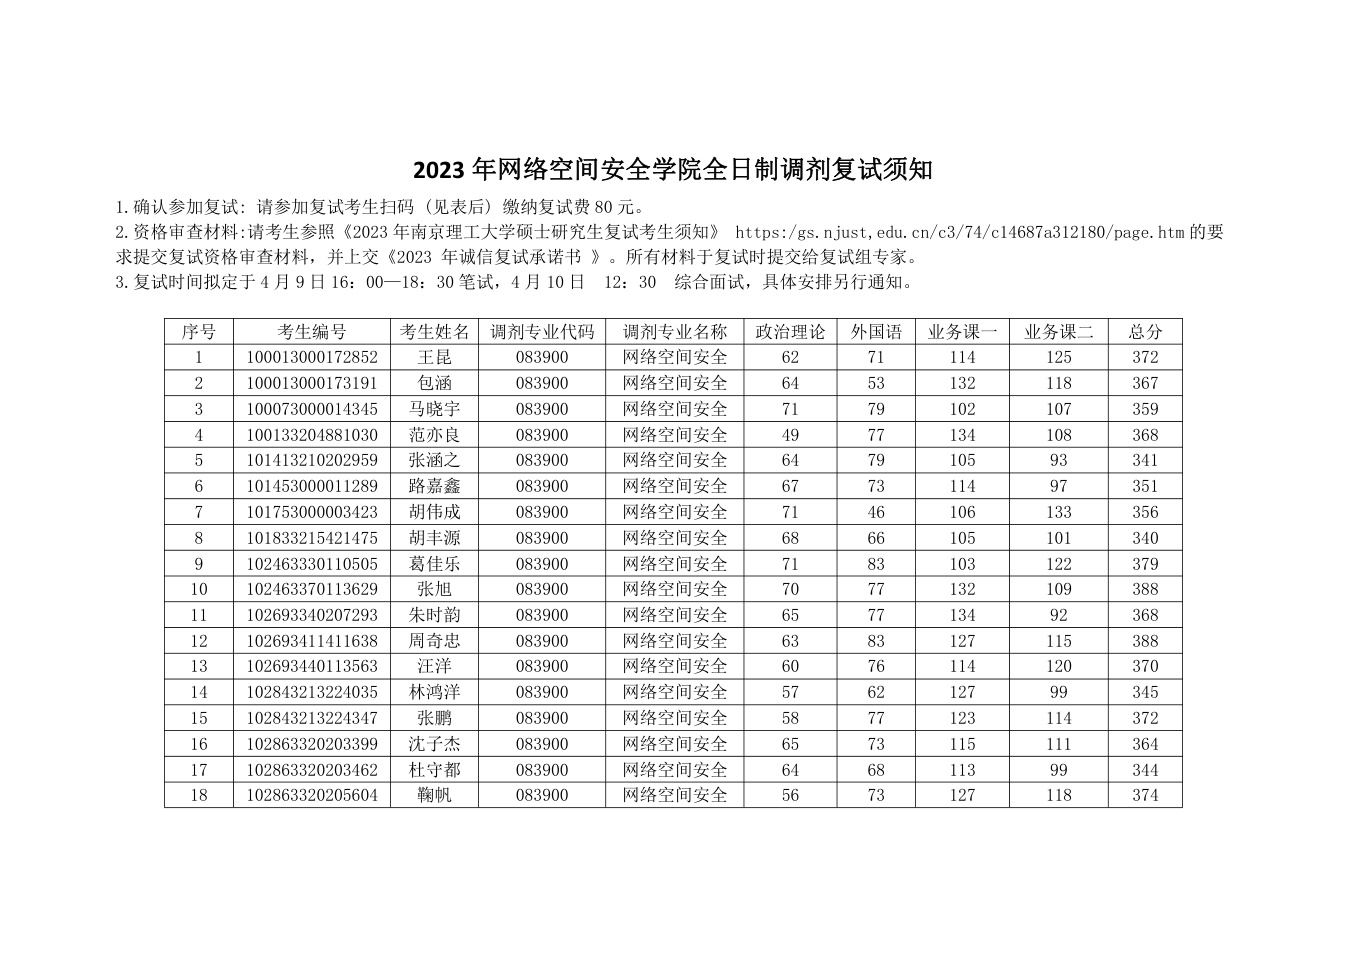 2023 年网络空间安全学院全日制调剂复试须知
1.确认参加复试: 请参加复试考生扫码 (见表后) 缴纳复试费 80 元。
2.资格审查材料:请考生参照《2023 年南京理工大学硕士研究生复试考生须知》 https:/gs.njust,edu.cn/c3/74/c14687a312180/page.htm 的要
求提交复试资格审查材料，并上交《2023 年诚信复试承诺书 》。所有材料于复试时提交给复试组专家。
3.复试时间拟定于 4 月 9 日 16：00—18：30 笔试，4 月 10 日 12：30 综合面试，具体安排另行通知。
序号 考生编号 考生姓名 调剂专业代码 调剂专业名称 政治理论 外国语 业务课一 业务课二 总分
1 100013000172852 王昆 083900 网络空间安全 62 71 114 125 372
2 100013000173191 包涵 083900 网络空间安全 64 53 132 118 367
3 100073000014345 马晓宇 083900 网络空间安全 71 79 102 107 359
4 100133204881030 范亦良 083900 网络空间安全 49 77 134 108 368
5 101413210202959 张涵之 083900 网络空间安全 64 79 105 93 341
6 101453000011289 路嘉鑫 083900 网络空间安全 67 73 114 97 351
7 101753000003423 胡伟成 083900 网络空间安全 71 46 106 133 356
8 101833215421475 胡丰源 083900 网络空间安全 68 66 105 101 340
9 102463330110505 葛佳乐 083900 网络空间安全 71 83 103 122 379
10 102463370113629 张旭 083900 网络空间安全 70 77 132 109 388
11 102693340207293 朱时韵 083900 网络空间安全 65 77 134 92 368
12 102693411411638 周奇忠 083900 网络空间安全 63 83 127 115 388
13 102693440113563 汪洋 083900 网络空间安全 60 76 114 120 370
14 102843213224035 林鸿洋 083900 网络空间安全 57 62 127 99 345
15 102843213224347 张鹏 083900 网络空间安全 58 77 123 114 372
16 102863320203399 沈子杰 083900 网络空间安全 65 73 115 111 364
17 102863320203462 杜守都 083900 网络空间安全 64 68 113 99 344
18 102863320205604 鞠帆 083900 网络空间安全 56 73 127 118 374